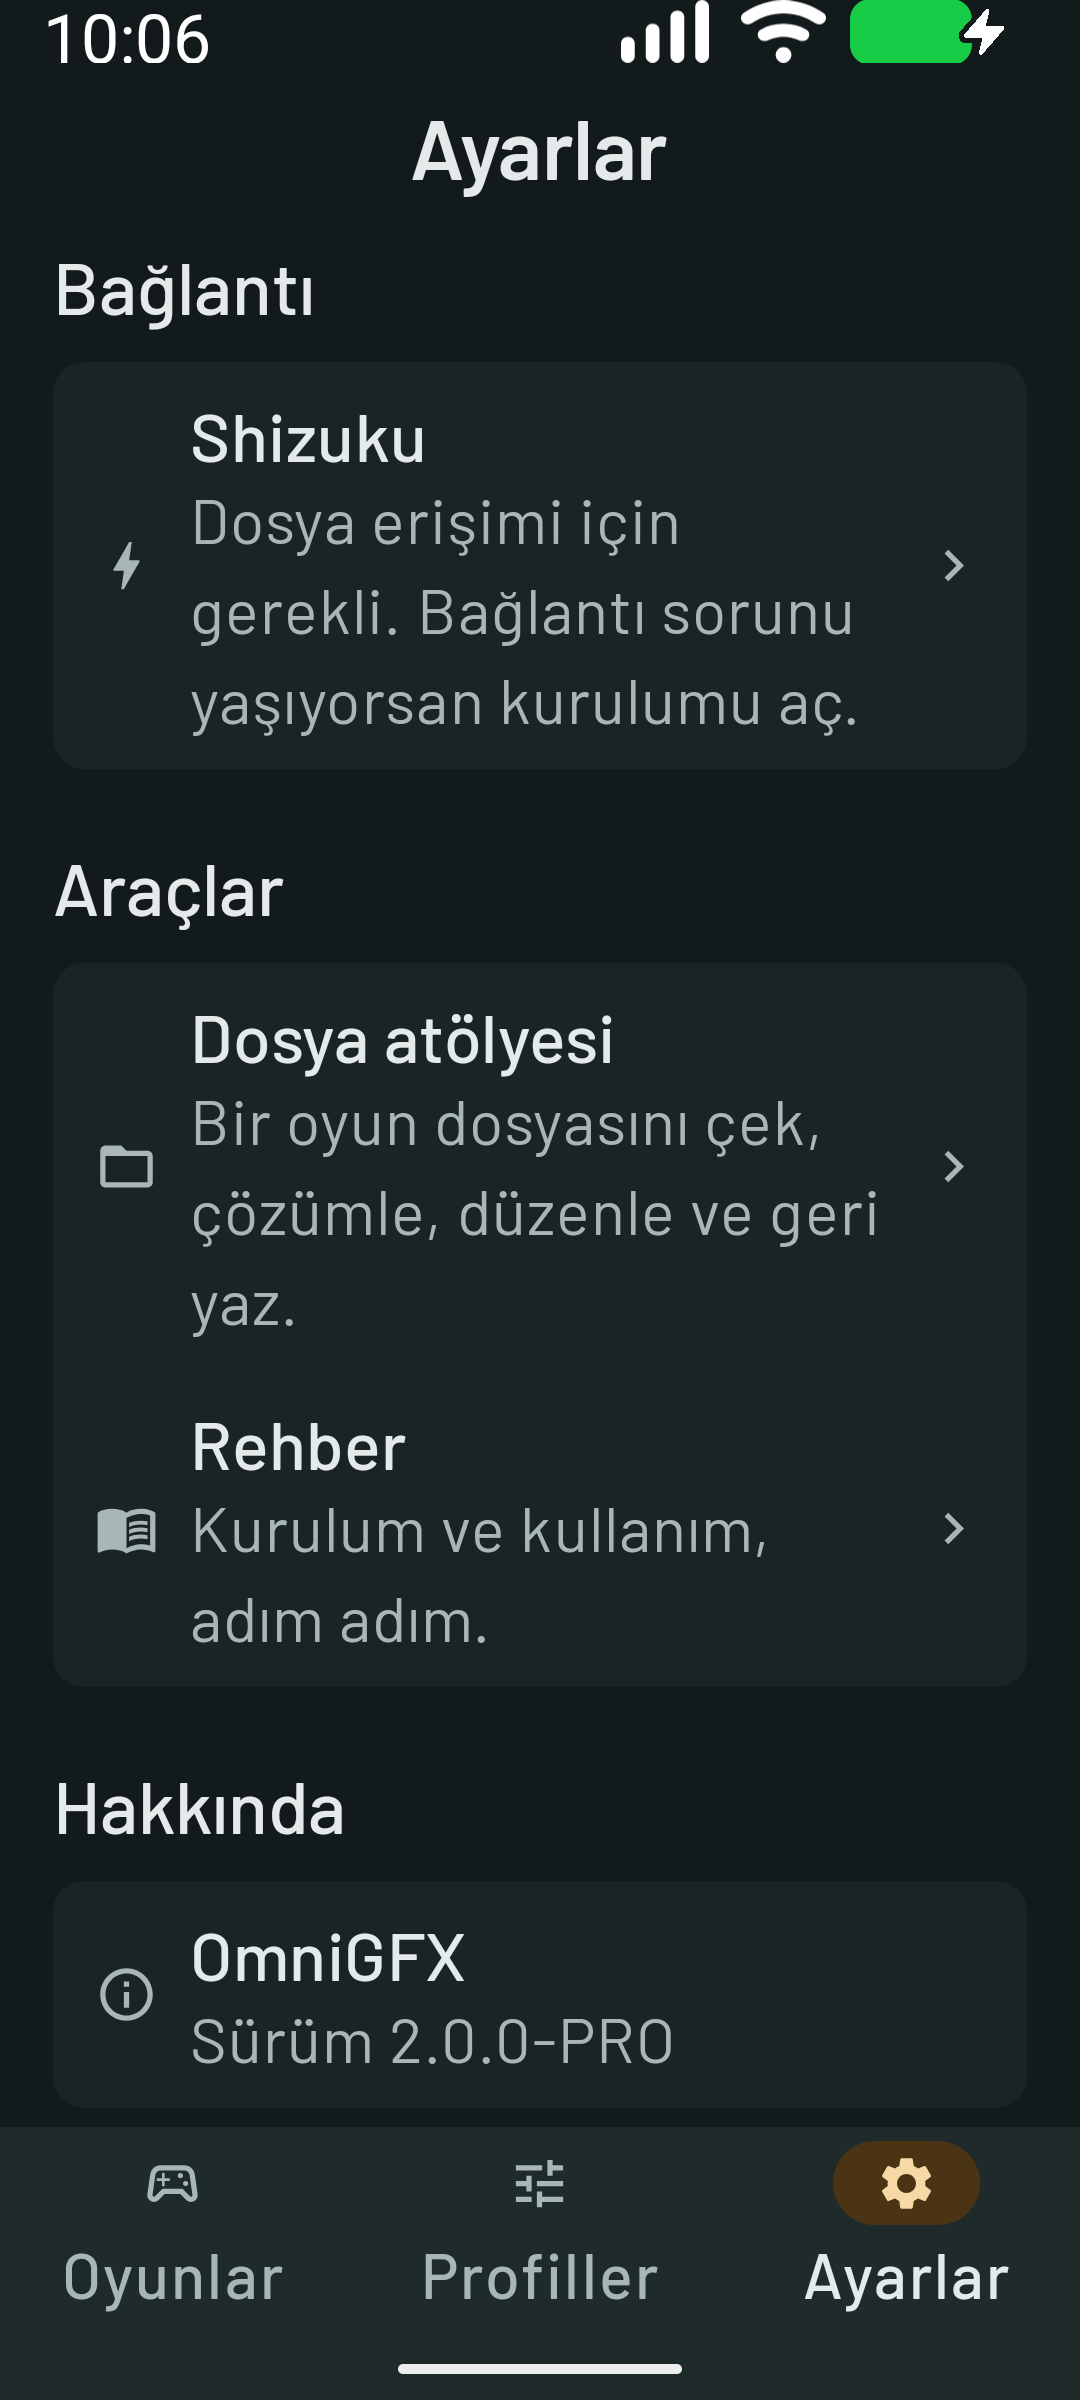 10:06
Ayarlar
Bağlantı
Shizuku
Dosya erişimi için
gerekli. Bağlantı sorunu
yaşıyorsan kurulumu aç.
Araçlar
Dosya atölyesi
Bir oyun dosyasını çek,
çözümle, düzenle ve geri
yaz.
Rehber
Kurulum ve kullanım,
adım adım.
Hakkında
OmniGFX
Sürüm 2.0.0-PRO
Oyunlar
Profiller
Ayarlar